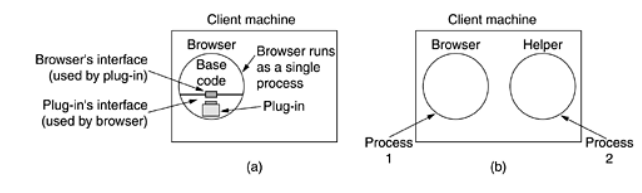 Client machine
Browser
Base
code
Browser runs
as a single
process
Browser's interface
(used by plug-in)
Plug-in's interface
(used by browser)
Plug-in
(a)
Client machine
Browser
Helper
Process
1
Process
2
(b)